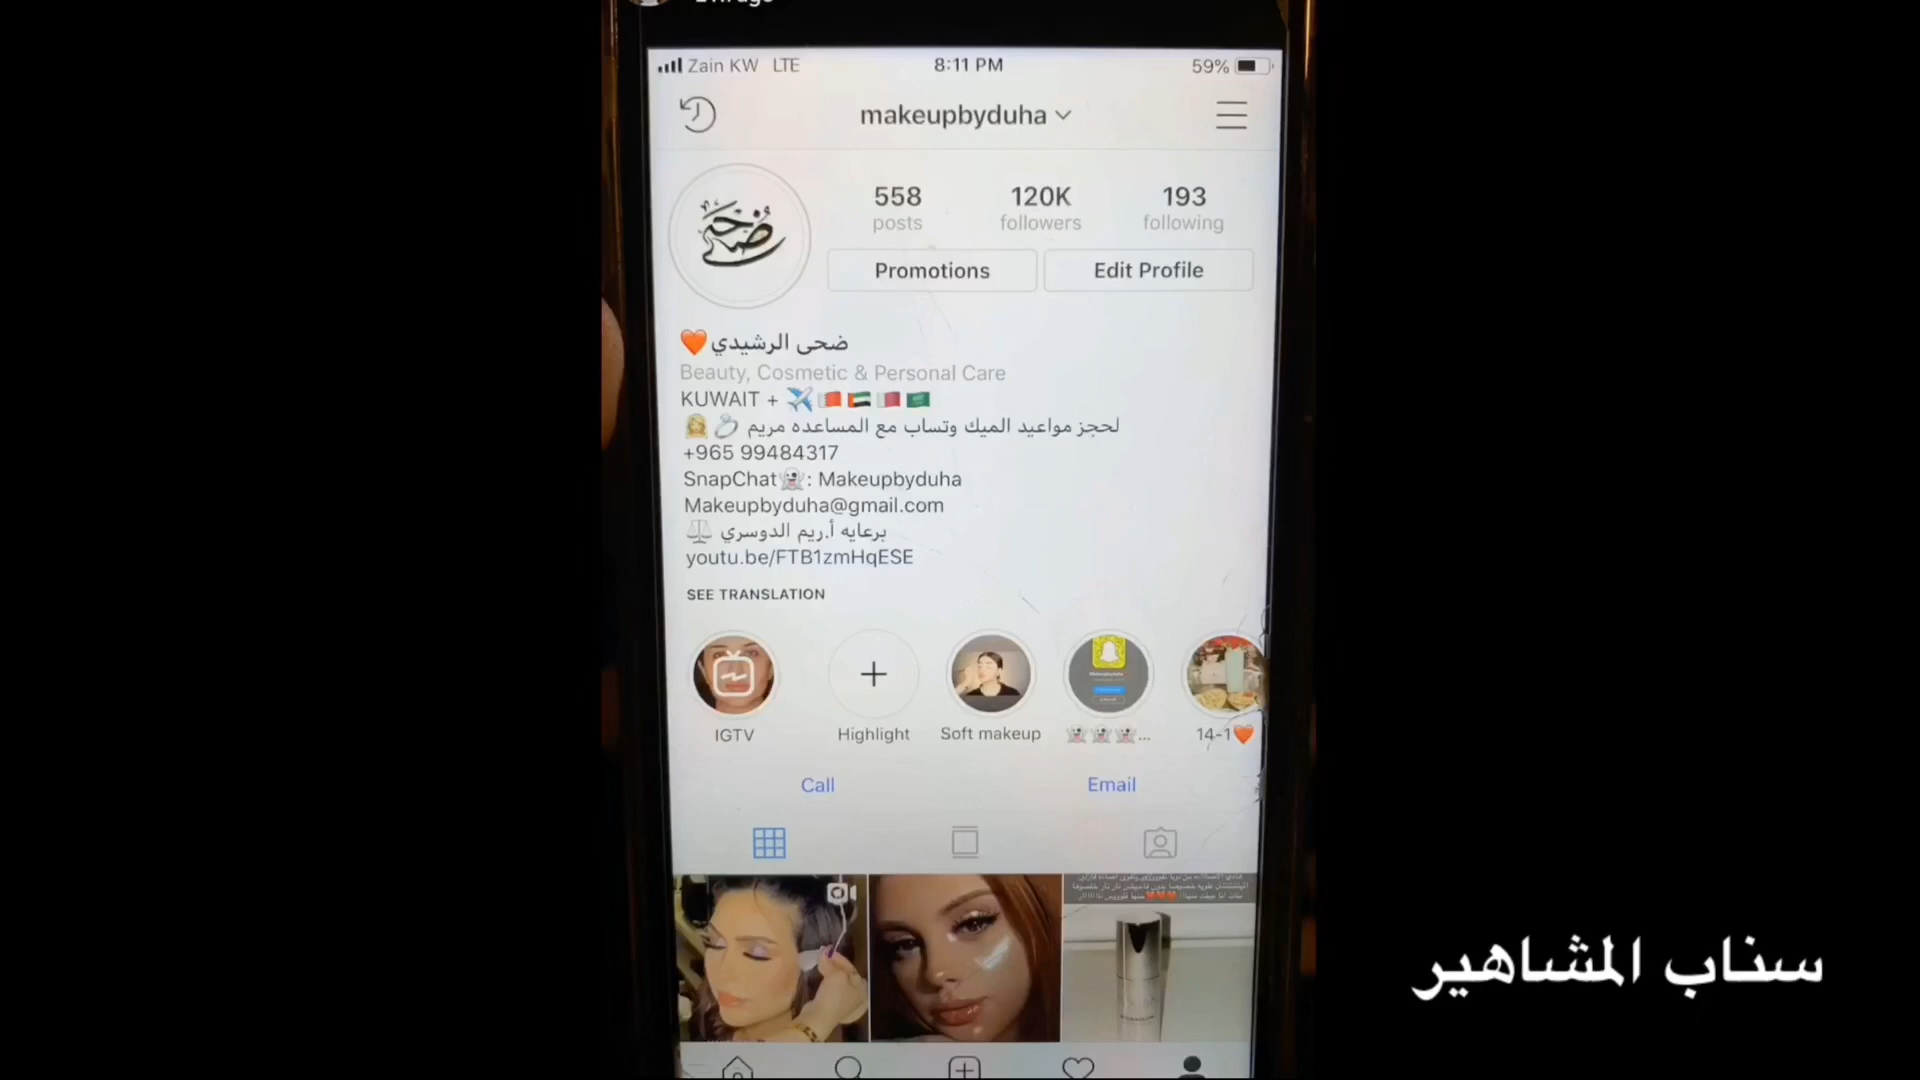 Zain KW LTE 8:11 PM 59%
makeupbyduha
ضحى
558 120K 193
posts followers following
Promotions Edit Profile
ضحى الرشيدي🧡
Beauty, Cosmetic & Personal Care
KUWAIT + ✈️🇧🇭🇦🇪🇶🇦🇸🇦
لحجز مواعيد الميك وتساب مع المساعده مريم 💍👰
+965 99484317
SnapChat👻: Makeupbyduha
Makeupbyduha@gmail.com
برعايه أ.ريم الدوسري ⚖️
youtu.be/FTB1zmHqESE
SEE TRANSLATION
IGTV Highlight Soft makeup 👻👻👻... 14-1🧡
Call Email
سناب المشاهير